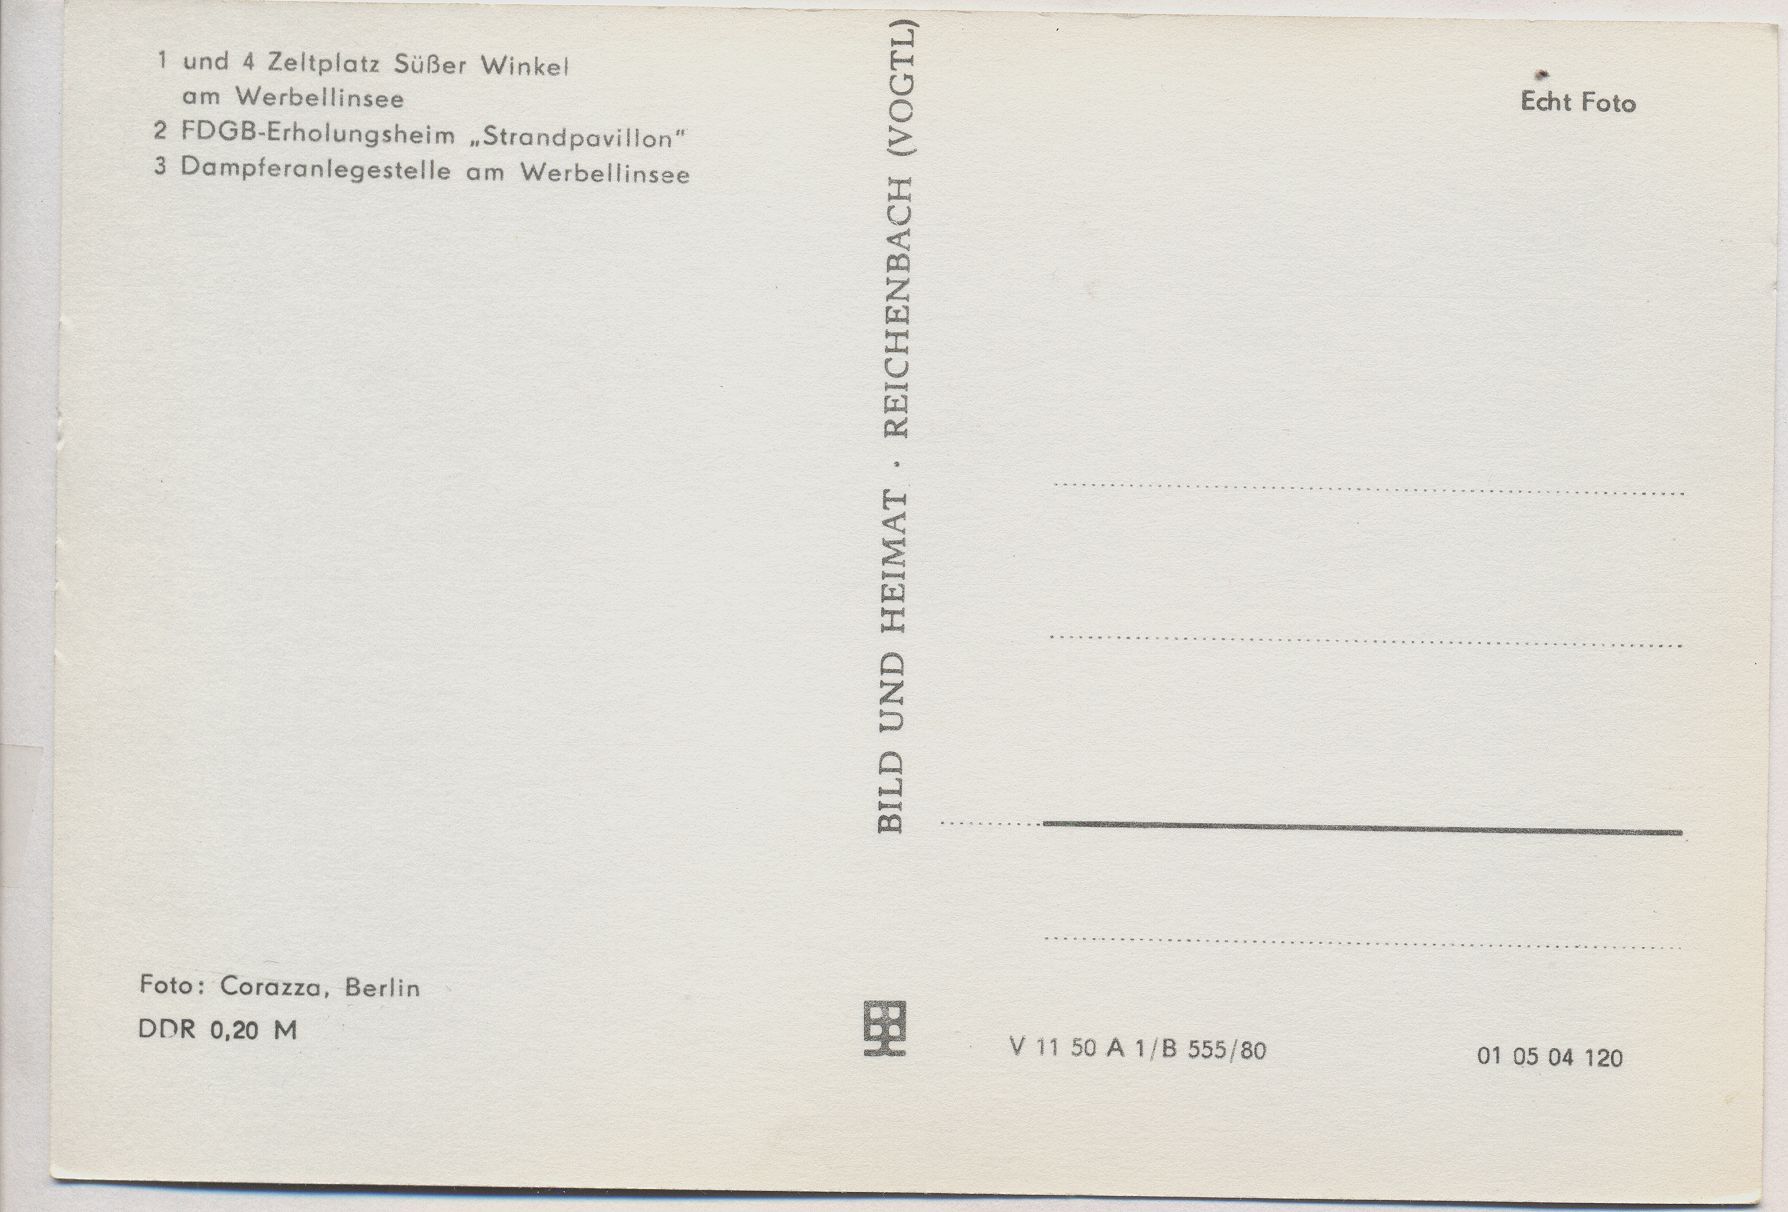 1 und 4 Zeltplatz Süßer Winkel
am Werbellinsee
2 FDGB-Erholungsheim „Strandpavillon“
3 Dampferanlegestelle am Werbellinsee
Foto: Corazza, Berlin
DDR 0,20 M
BILD UND HEIMAT · REICHENBACH (VOGTL)
Echt Foto
V 11 50 A 1/B 555/80
01 05 04 120